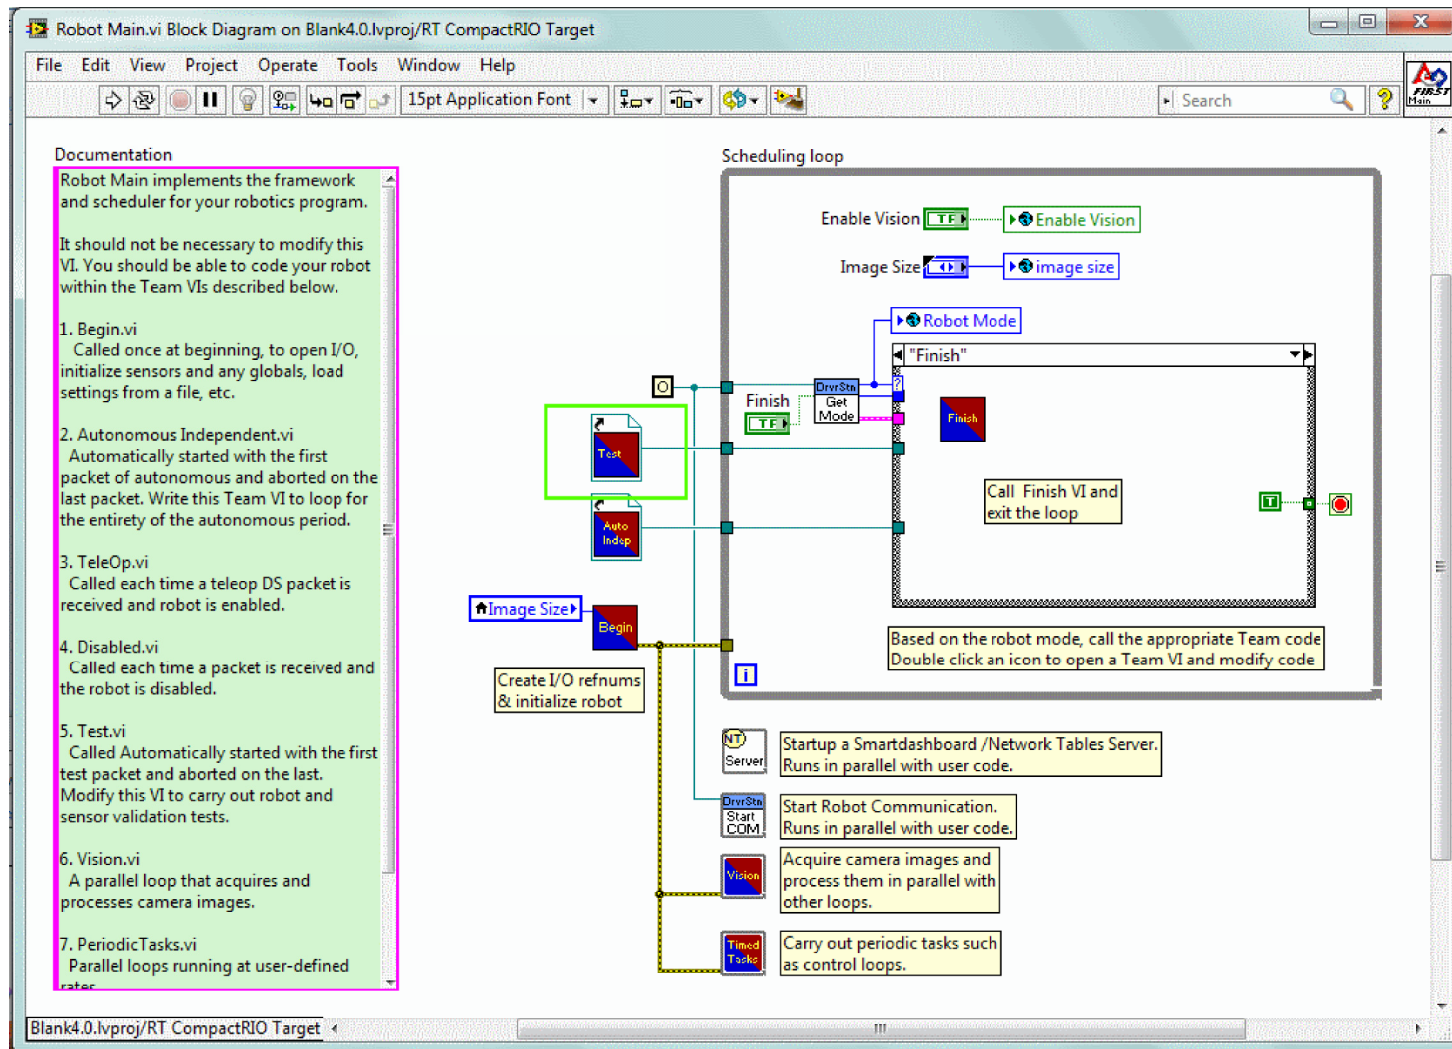 Robot Main.vi Block Diagram on Blank4.0.lvproj/RT CompactRIO Target
File Edit View Project Operate Tools Window Help
15pt Application Font
Search
FIRST
Main
Documentation
Robot Main implements the framework
and scheduler for your robotics program.
It should not be necessary to modify this
VI. You should be able to code your robot
within the Team VIs described below.
1. Begin.vi
Called once at beginning, to open I/O,
initialize sensors and any globals, load
settings from a file, etc.
2. Autonomous Independent.vi
Automatically started with the first
packet of autonomous and aborted on the
last packet. Write this Team VI to loop for
the entirety of the autonomous period.
3. TeleOp.vi
Called each time a teleop DS packet is
received and robot is enabled.
4. Disabled.vi
Called each time a packet is received and
the robot is disabled.
5. Test.vi
Called Automatically started with the first
test packet and aborted on the last.
Modify this VI to carry out robot and
sensor validation tests.
6. Vision.vi
A parallel loop that acquires and
processes camera images.
7. PeriodicTasks.vi
Parallel loops running at user-defined
rates
Scheduling loop
Enable Vision TF Enable Vision
Image Size image size
Robot Mode
"Finish"
?
Finish
TF
DrvrStn
Get
Mode
Finish
Call Finish VI and
exit the loop
T
Test
Auto
Indep
Image Size
Begin
Create I/O refnums
& initialize robot
Based on the robot mode, call the appropriate Team code
Double click an icon to open a Team VI and modify code
i
NT
Server
Startup a Smartdashboard /Network Tables Server.
Runs in parallel with user code.
DrvrStn
Start
COM
Start Robot Communication.
Runs in parallel with user code.
Vision
Acquire camera images and
process them in parallel with
other loops.
Timed
Tasks
Carry out periodic tasks such
as control loops.
Blank4.0.lvproj/RT CompactRIO Target